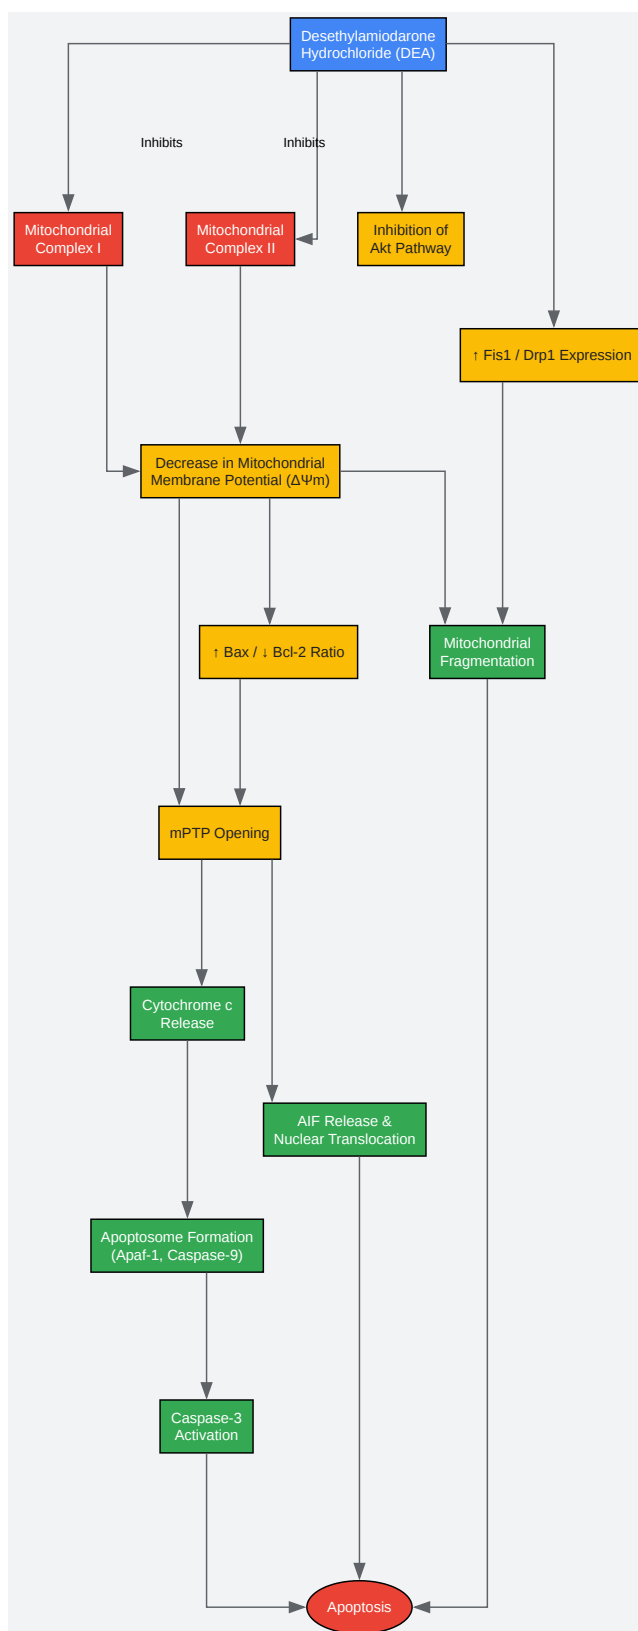 Desethylamiodarone
Hydrochloride (DEA)
Inhibits
Inhibits
Mitochondrial
Complex I
Mitochondrial
Complex II
Inhibition of
Akt Pathway
↑ Fis1 / Drp1 Expression
Decrease in Mitochondrial
Membrane Potential (ΔΨm)
↑ Bax / ↓ Bcl-2 Ratio
Mitochondrial
Fragmentation
mPTP Opening
Cytochrome c
Release
AIF Release &
Nuclear Translocation
Apoptosome Formation
(Apaf-1, Caspase-9)
Caspase-3
Activation
Apoptosis